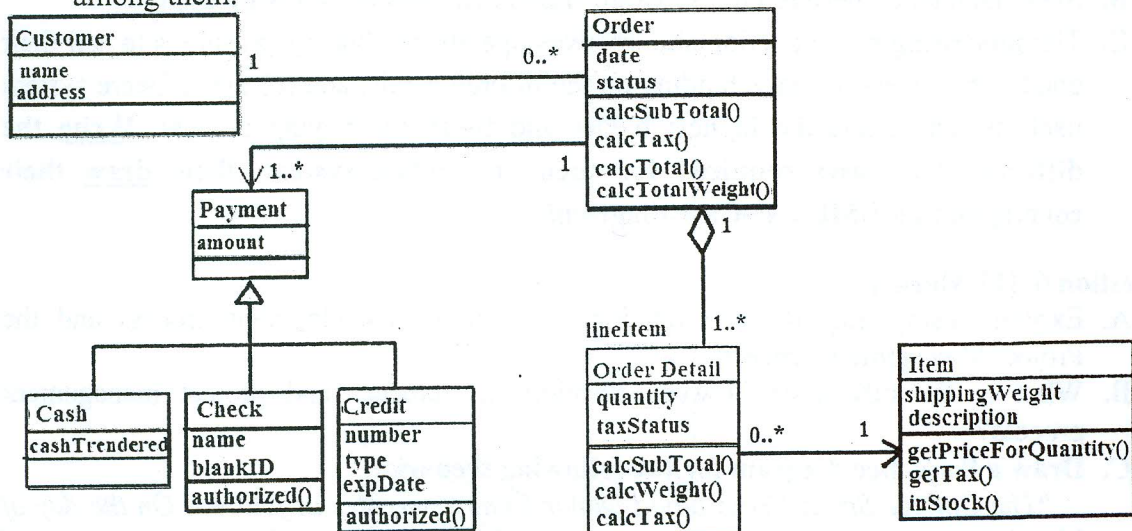 among them.
Customer
name
address
1
0..*
Order
date
status
calcSubTotal()
calcTax()
calcTotal()
calcTotalWeight()
1
1..*
Payment
amount
1
lineItem
1..*
Order Detail
quantity
taxStatus
calcSubTotal()
calcWeight()
calcTax()
0..*
1
Item
shippingWeight
description
getPriceForQuantity()
getTax()
inStock()
Cash
cashTrendered
Check
name
blankID
authorized()
Credit
number
type
expDate
authorized()